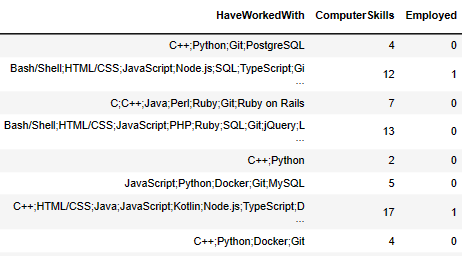 HaveWorkedWith ComputerSkills Employed
C++;Python;Git;PostgreSQL 4 0
Bash/Shell;HTML/CSS;JavaScript;Node.js;SQL;TypeScript;Gi 12 1
...
C;C++;Java;Perl;Ruby;Git;Ruby on Rails 7 0
Bash/Shell;HTML/CSS;JavaScript;PHP;Ruby;SQL;Git;jQuery;L 13 0
...
C++;Python 2 0
JavaScript;Python;Docker;Git;MySQL 5 0
C++;HTML/CSS;Java;JavaScript;Kotlin;Node.js;TypeScript;D 17 1
...
C++;Python;Docker;Git 4 0